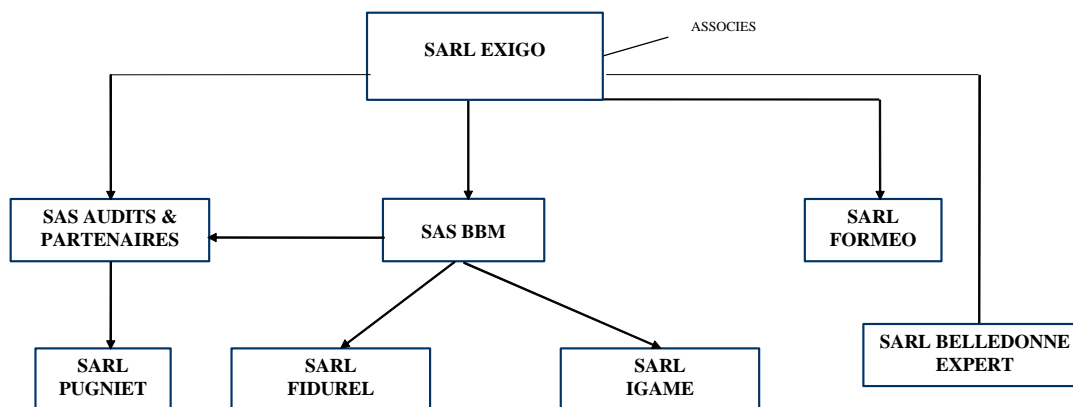 ASSOCIES
SARL EXIGO
SAS AUDITS &
PARTENAIRES
SAS BBM
SARL
FORMEO
SARL
PUGNIET
SARL
FIDUREL
SARL
IGAME
SARL BELLEDONNE
EXPERT